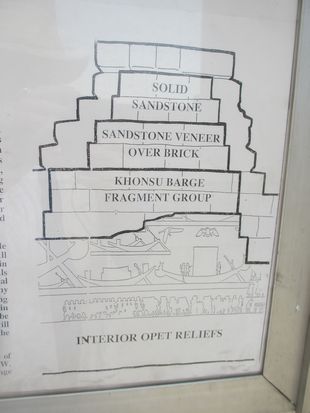 SOLID
SANDSTONE
SANDSTONE VENEER
OVER BRICK
KHONSU BARGE
FRAGMENT GROUP
INTERIOR OPET RELIEFS